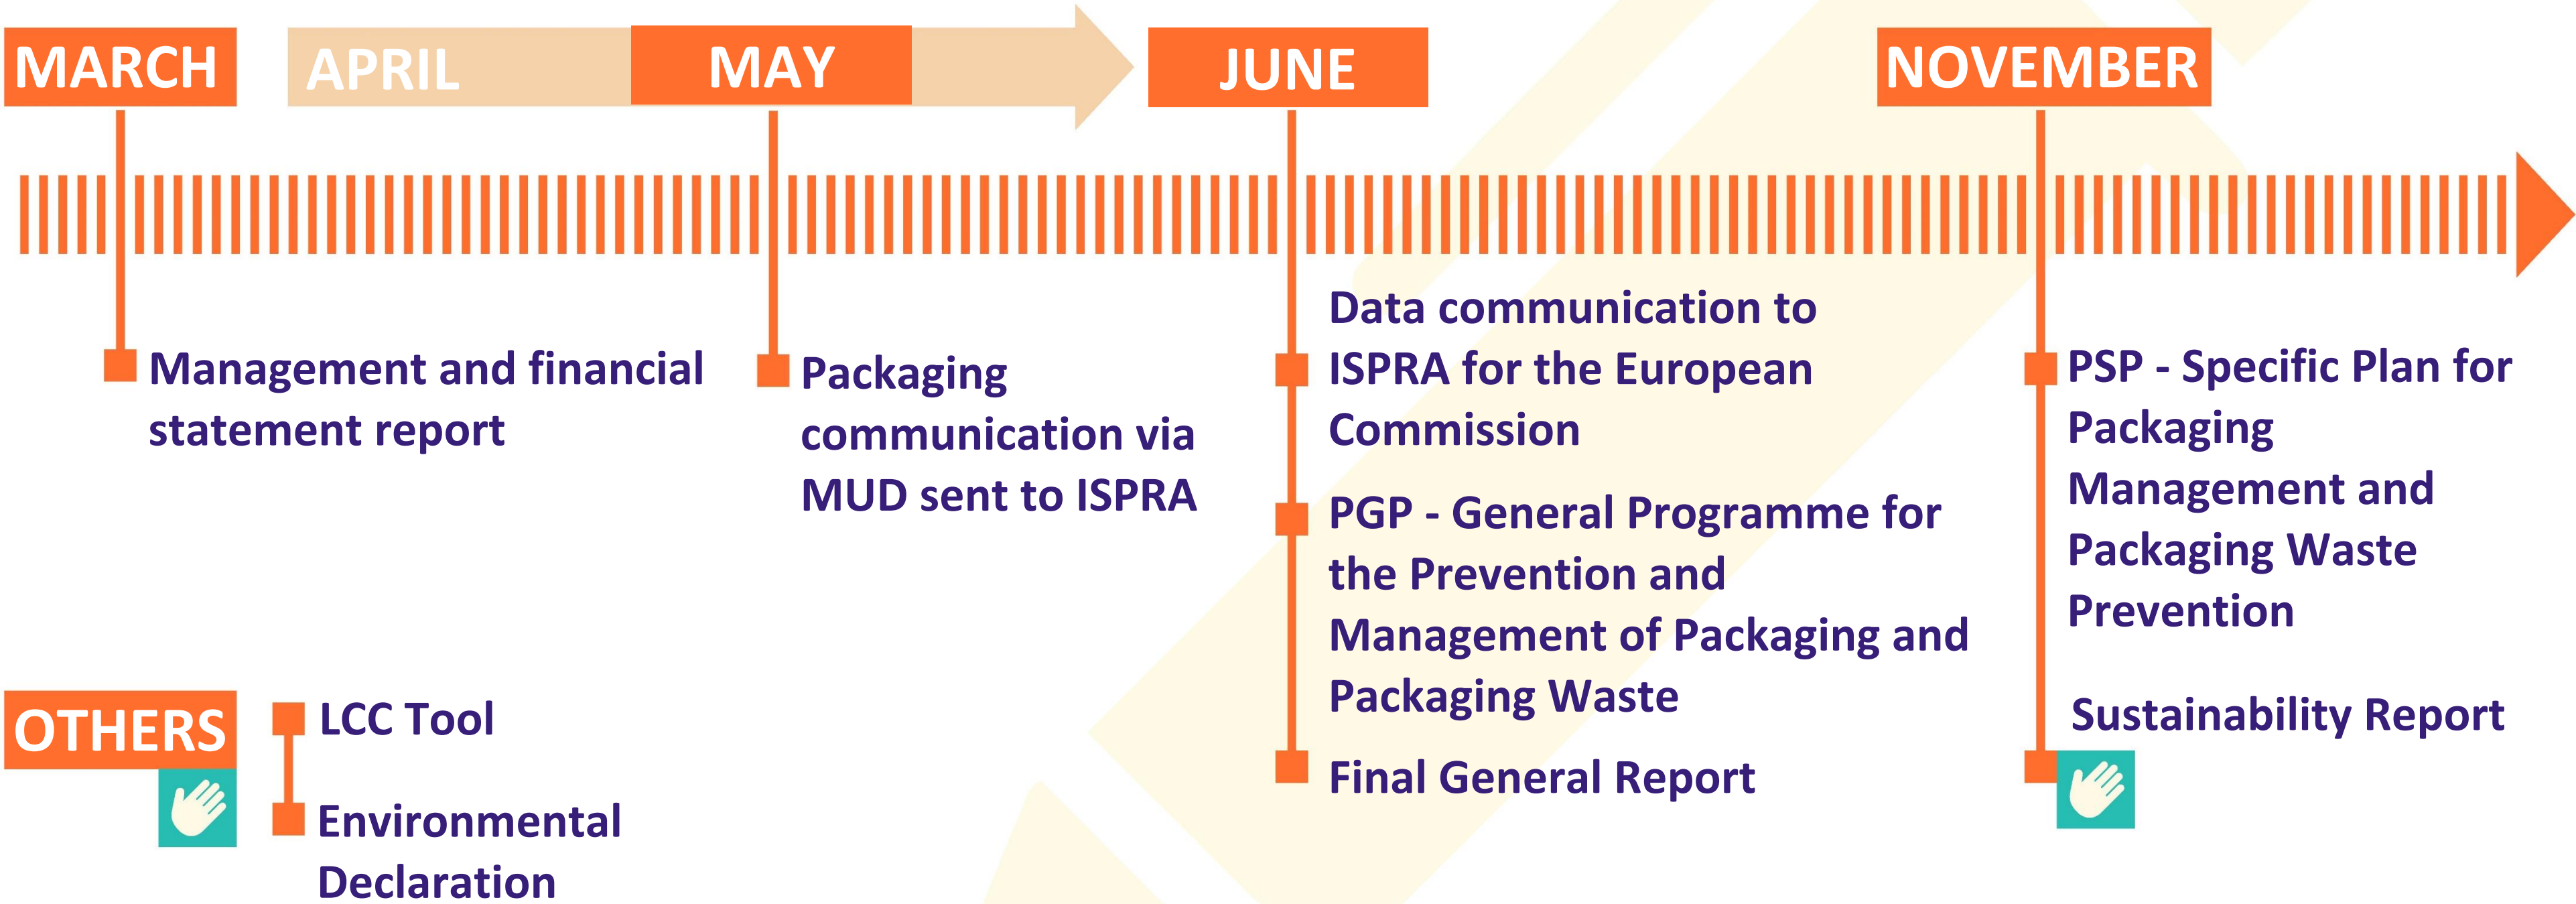 MARCH
APRIL
MAY
JUNE
NOVEMBER
Management and financial
statement report
Packaging
communication via
MUD sent to ISPRA
Data communication to
ISPRA for the European
Commission
PGP - General Programme for
the Prevention and
Management of Packaging and
Packaging Waste
Final General Report
PSP - Specific Plan for
Packaging
Management and
Packaging Waste
Prevention
Sustainability Report
OTHERS
LCC Tool
Environmental
Declaration